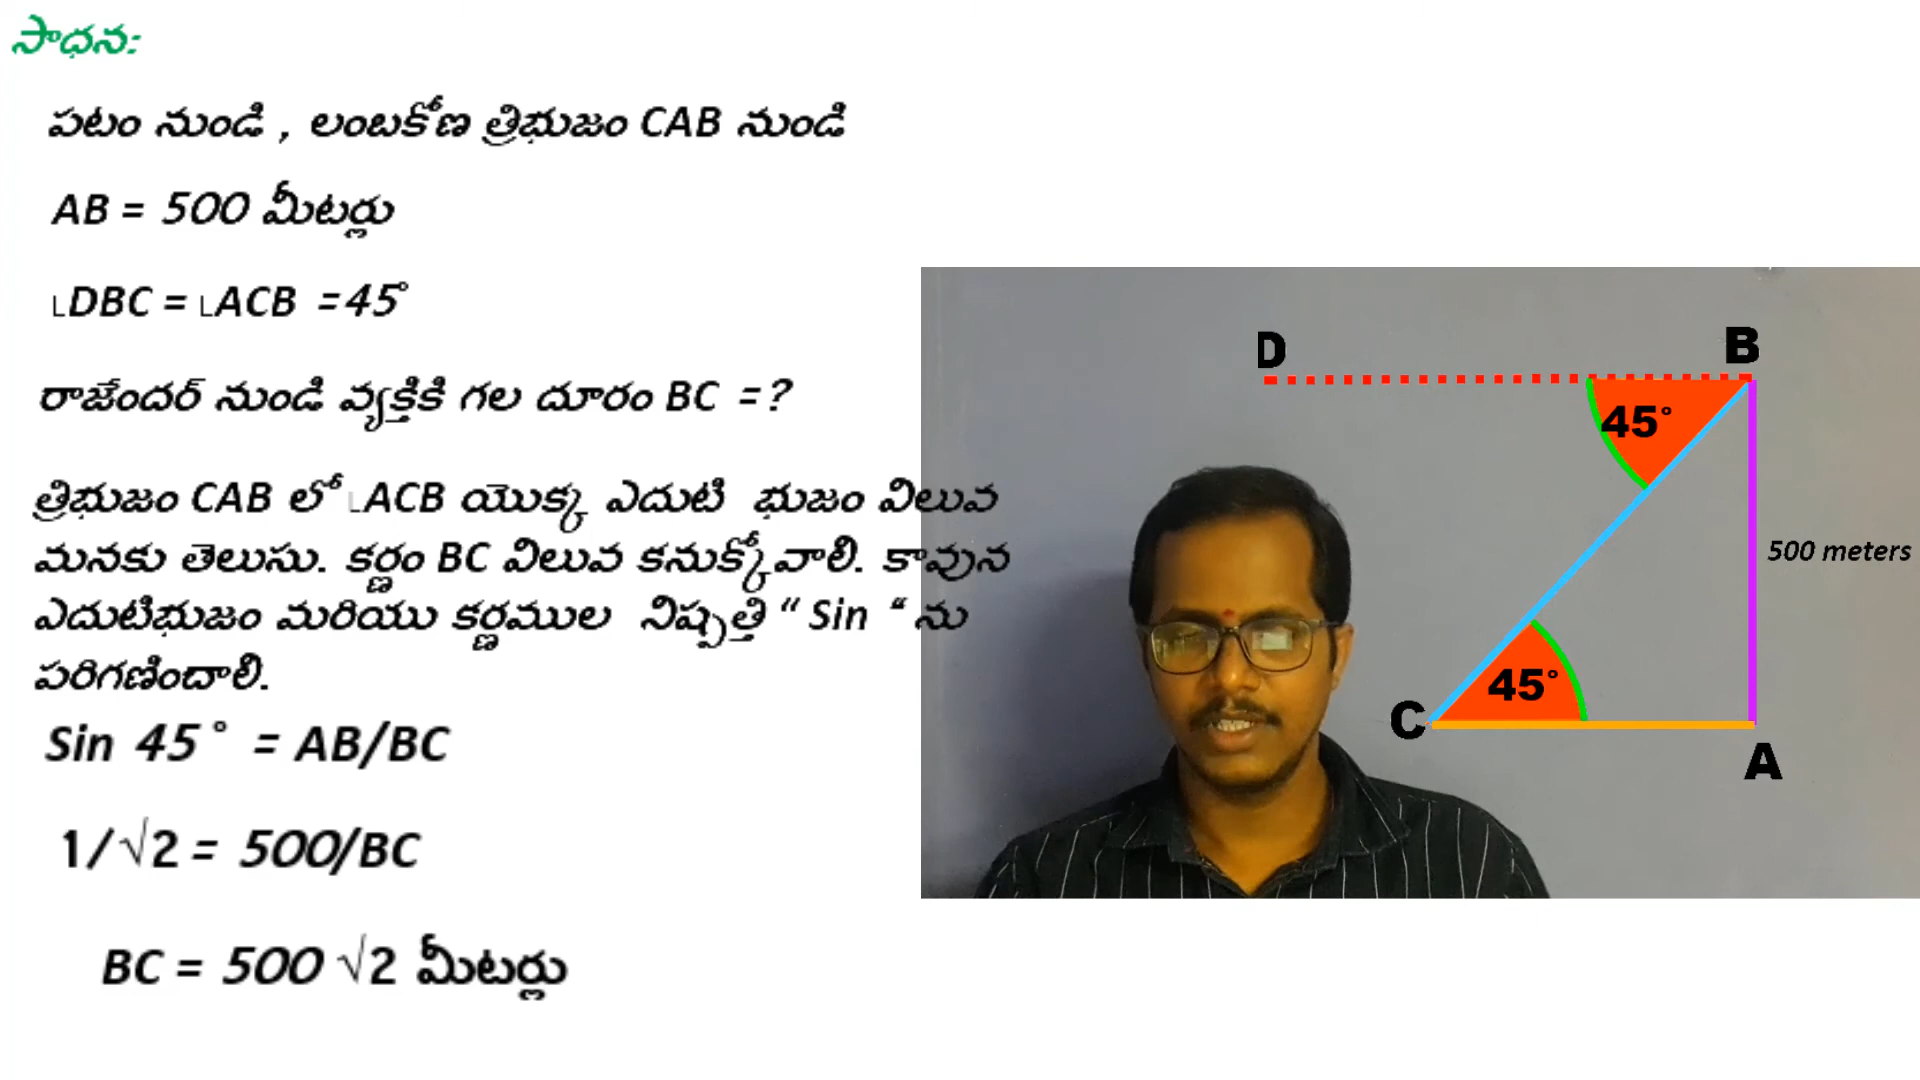 సాధన:
పటం నుండి , లంబకోణ త్రిభుజం CAB నుండి
AB = 500 మీటర్లు
∟DBC = ∟ACB =45°
రాజేందర్ నుండి వ్యక్తికి గల దూరం BC =?
త్రిభుజం CAB లో ∟ACB యొక్క ఎదుటి భుజం విలువ
మనకు తెలుసు. కర్ణం BC విలువ కనుక్కోవాలి. కావున
ఎదుటిభుజం మరియు కర్ణముల నిష్పత్తి “ Sin “ ను
పరిగణించాలి.
Sin 45° = AB/BC
1/√2 = 500/BC
BC = 500 √2 మీటర్లు
D
B
45°
500 meters
45°
C
A